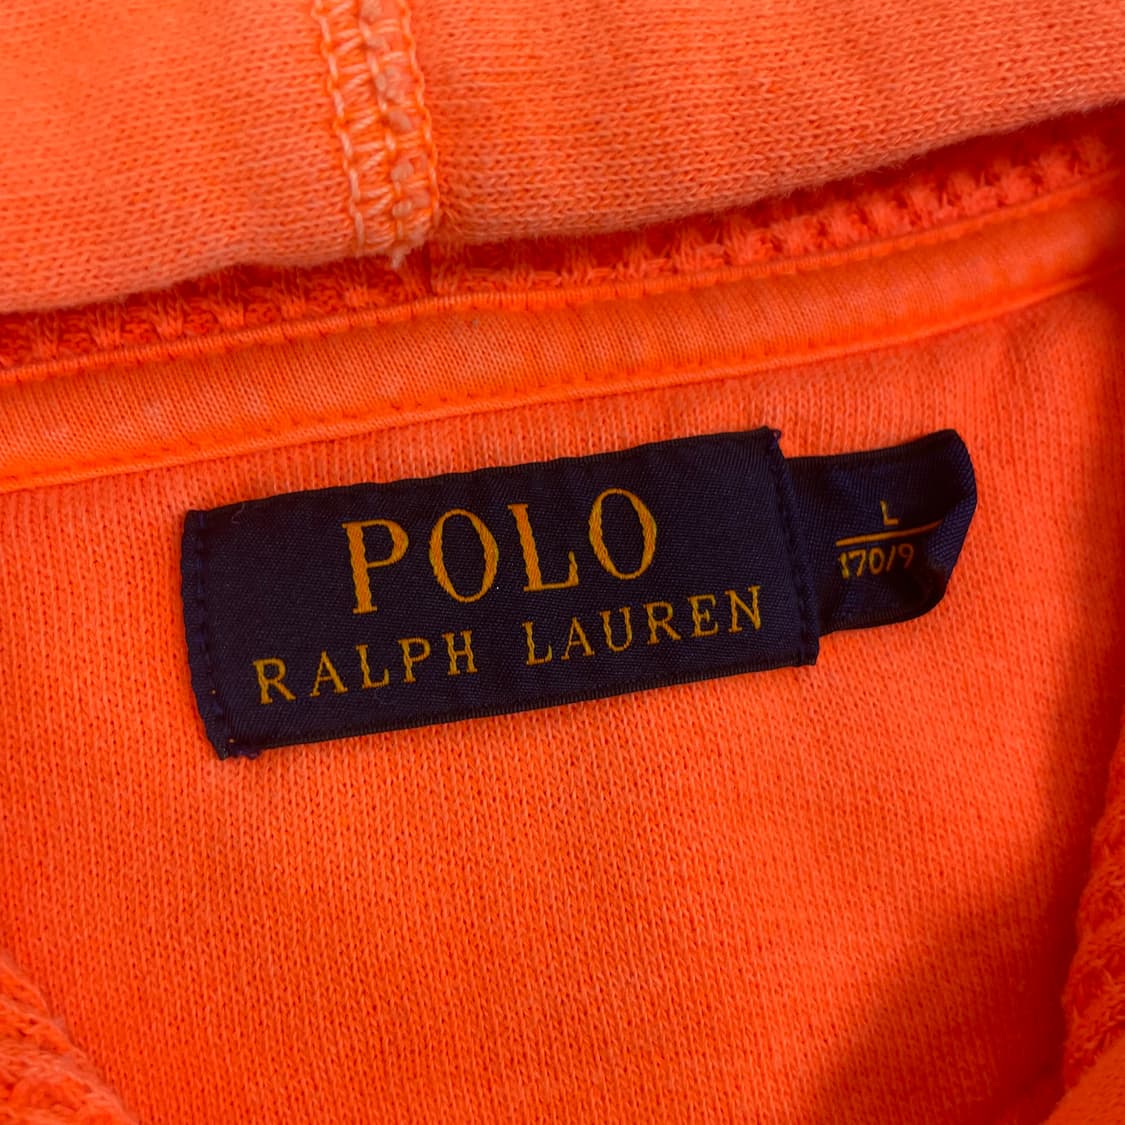 POLO
RALPH LAUREN
L
170/9